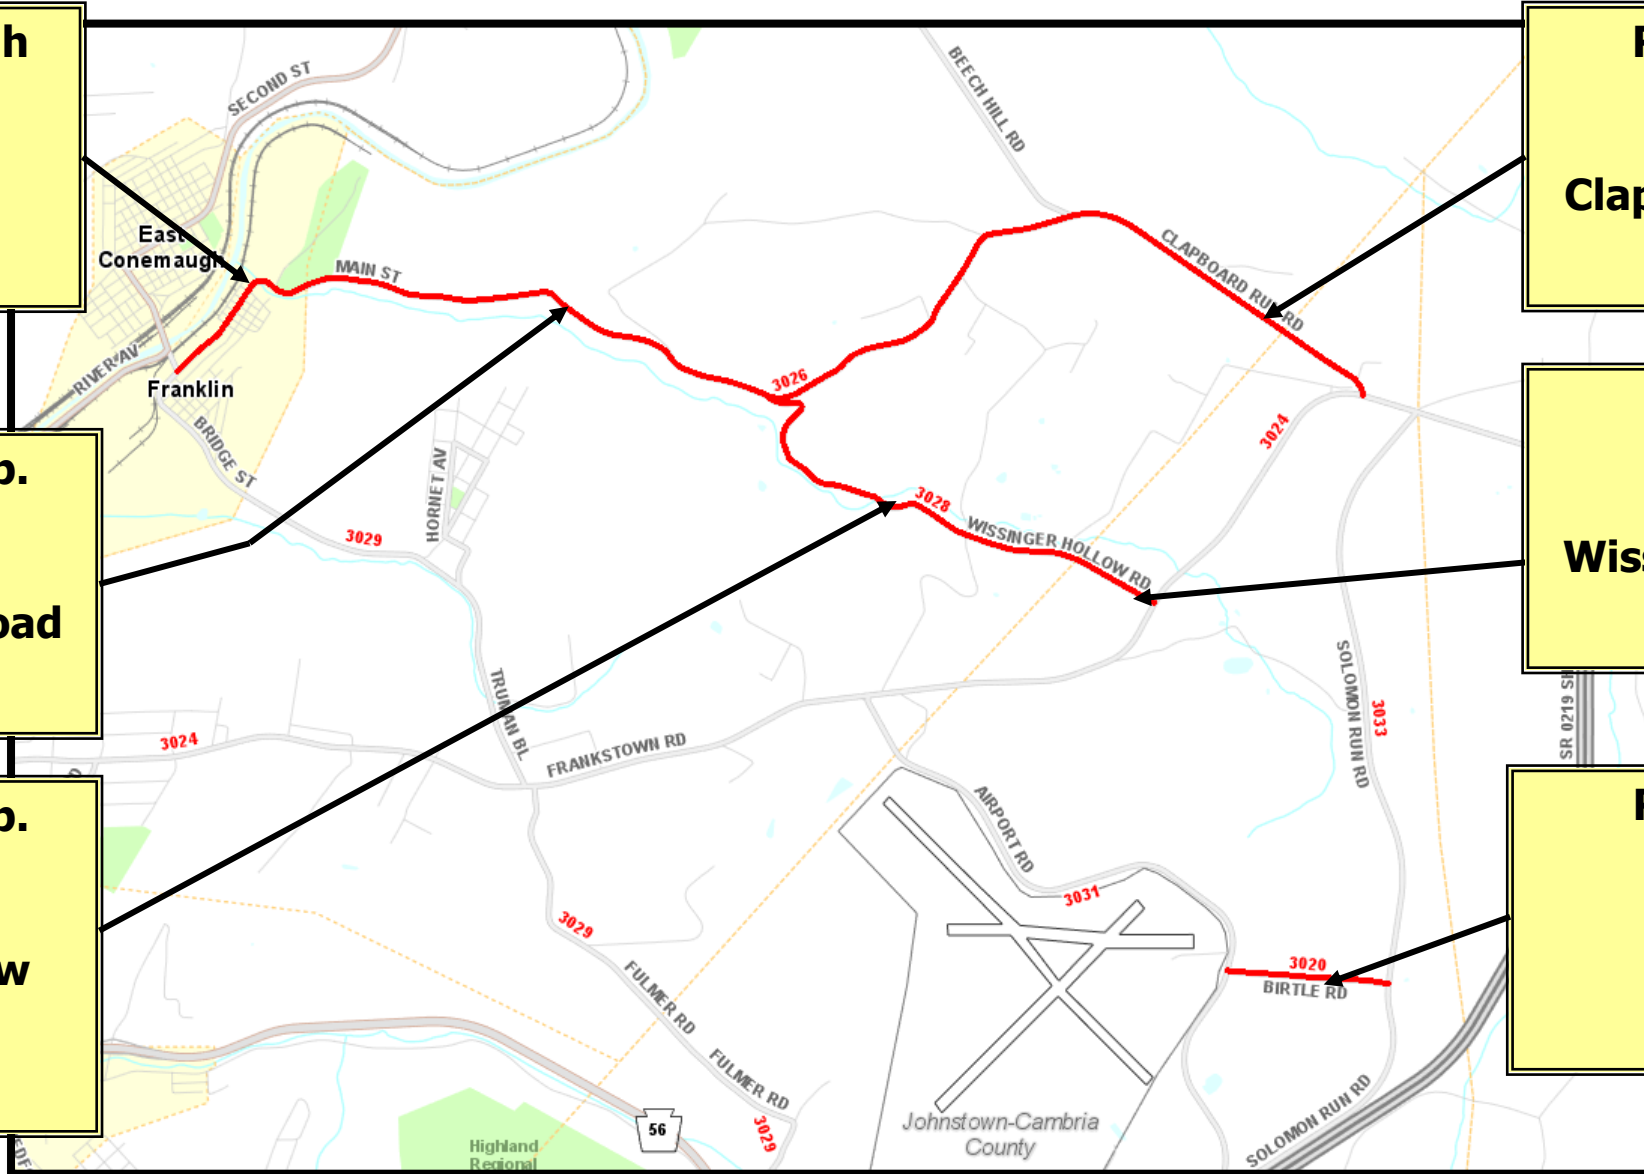 h
p.
oad
p.
w
Clap
Wiss
SECOND ST
BEECH HILL RD
East
Conemaugh
MAIN ST
CLAPBOARD RUN RD
RIVER AV
Franklin
3026
BRIDGE ST
3024
HORNET AV
3028
3029
WISSINGER HOLLOW RD
SOLOMON RUN RD
3033
TRUMAN BL
3024
FRANKSTOWN RD
AIRPORT RD
3031
3029
FULMER RD
3020
BIRTLE RD
FULMER RD
3029
56
Johnstown-Cambria
County
SOLOMON RUN RD
Highland
Regional
SR 0219 SH